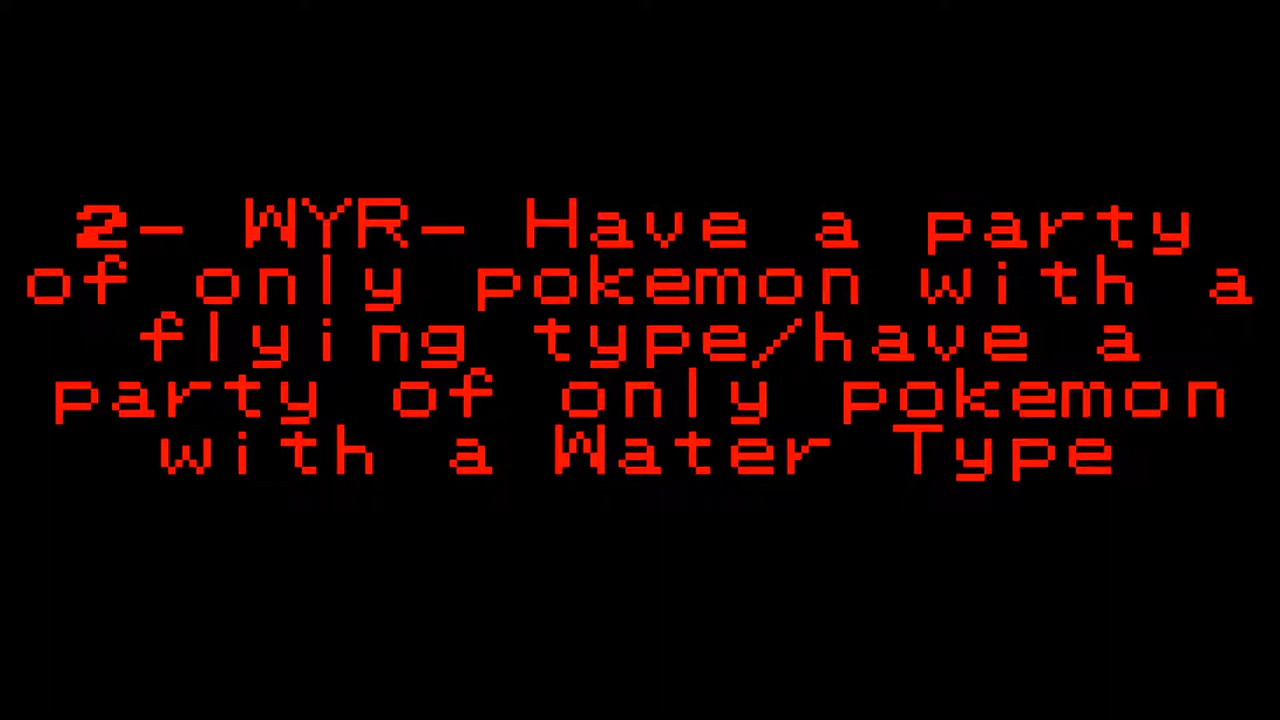 2- WYR- Have a party
of only pokemon with a
flying type/have a
party of only pokemon
with a Water Type